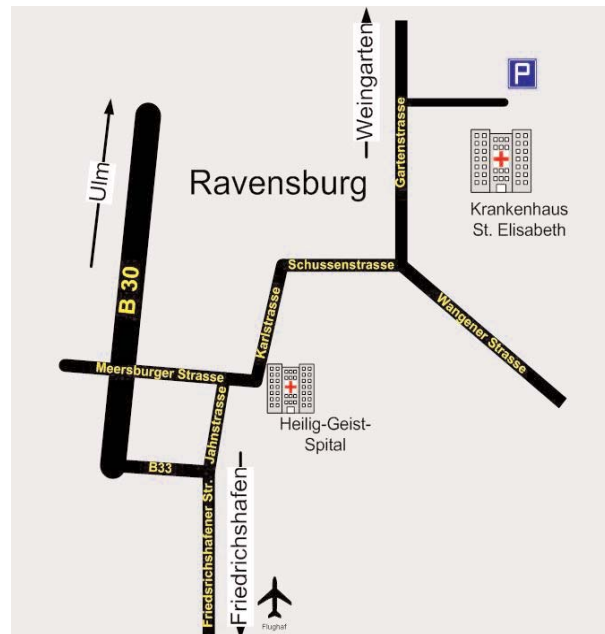 Weingarten
P
Ulm
Gartenstrasse
Ravensburg
Krankenhaus
St. Elisabeth
Schussenstrasse
B 30
Karlstrasse
Wangener Strasse
Meersburger Strasse
Heilig-Geist-
Spital
Jahnstrasse
B33
Friedsrichshafener Str.
Friedrichshafen
Flughaf